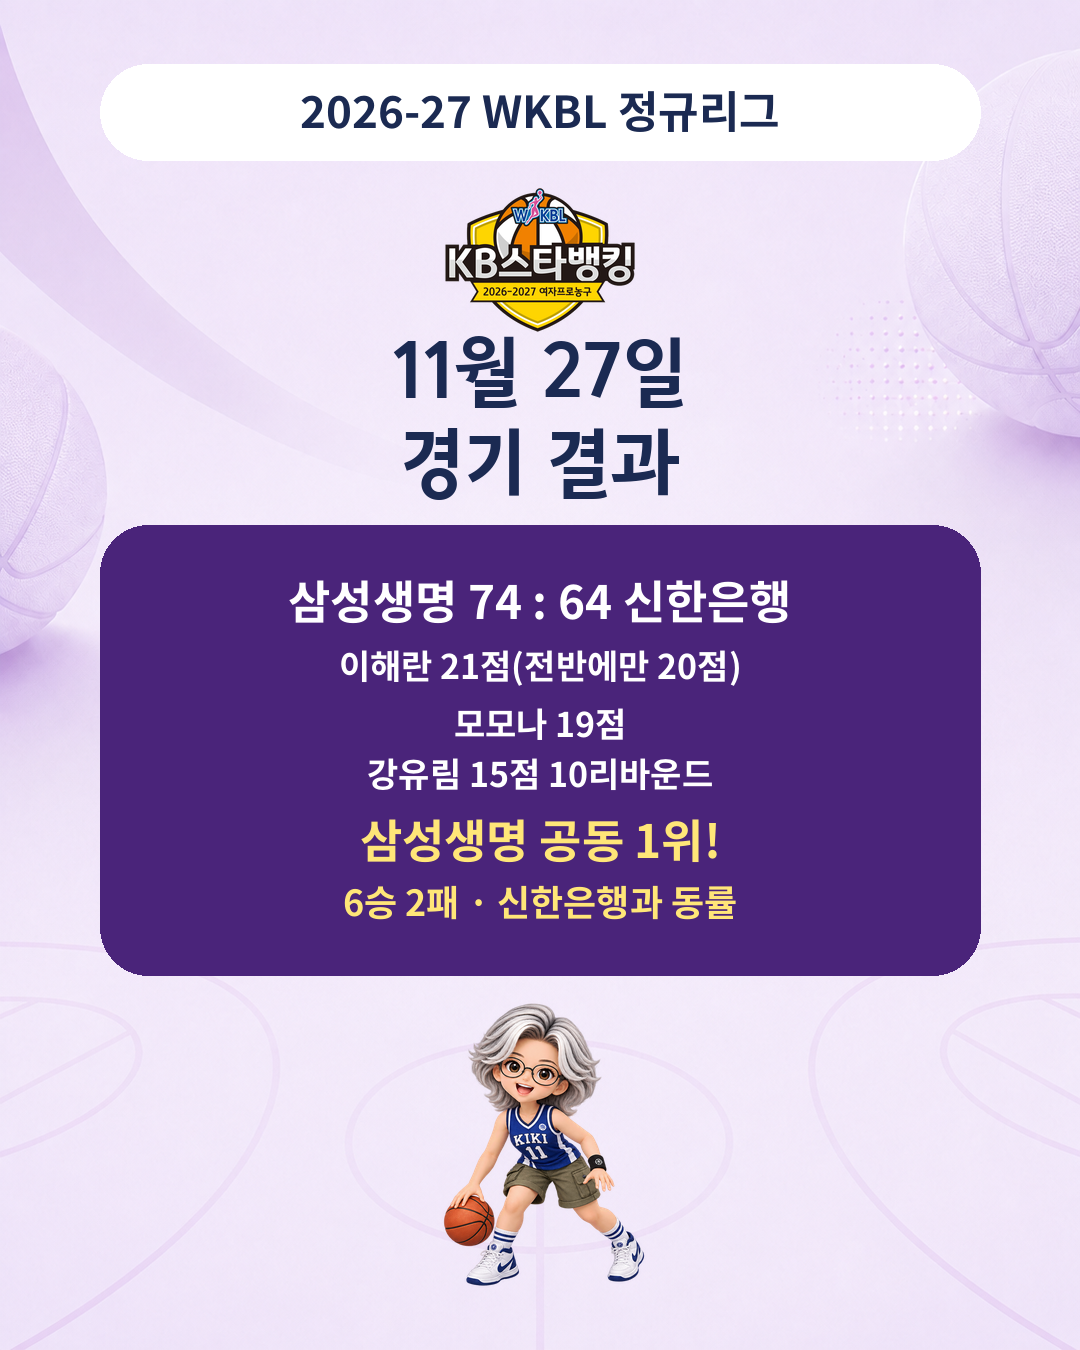 2026-27 WKBL 정규리그
WKBL
KB스타뱅킹
2026-2027 여자프로농구
11월 27일
경기 결과
삼성생명 74 : 64 신한은행
이해란 21점(전반에만 20점)
모모나 19점
강유림 15점 10리바운드
삼성생명 공동 1위!
6승 2패 · 신한은행과 동률
KIKI
11